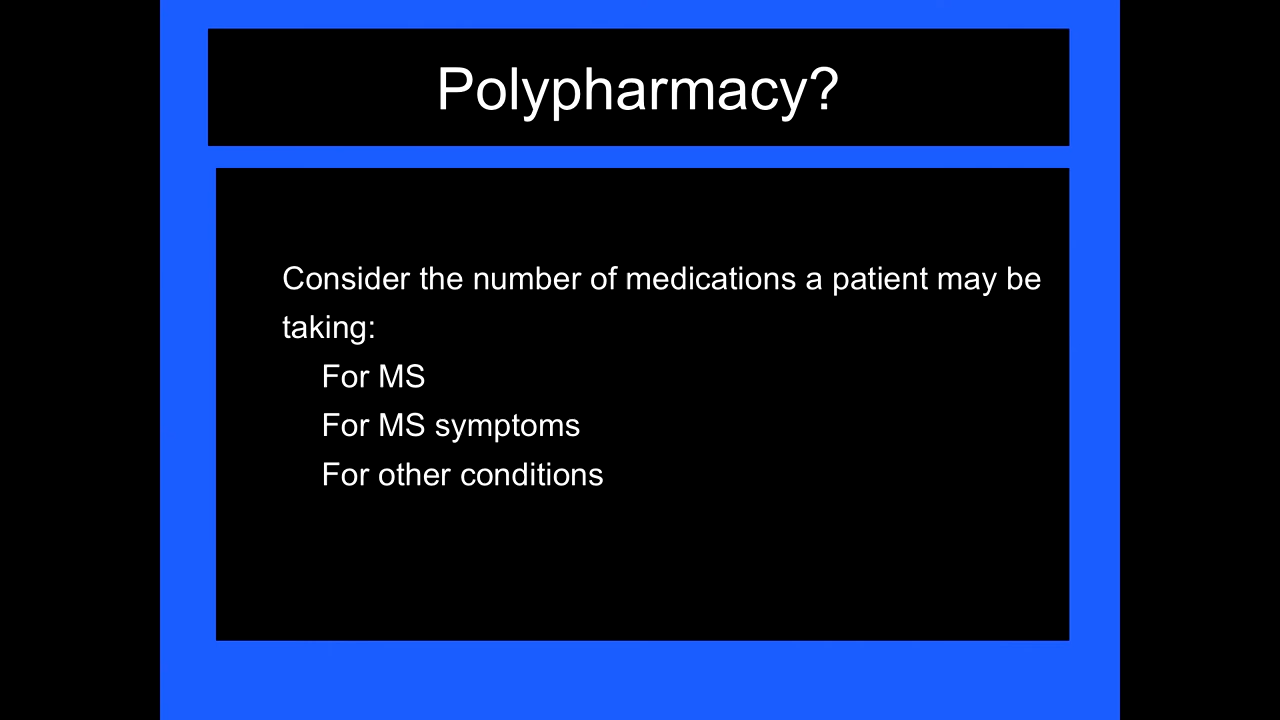 Polypharmacy?
Consider the number of medications a patient may be
taking:
For MS
For MS symptoms
For other conditions